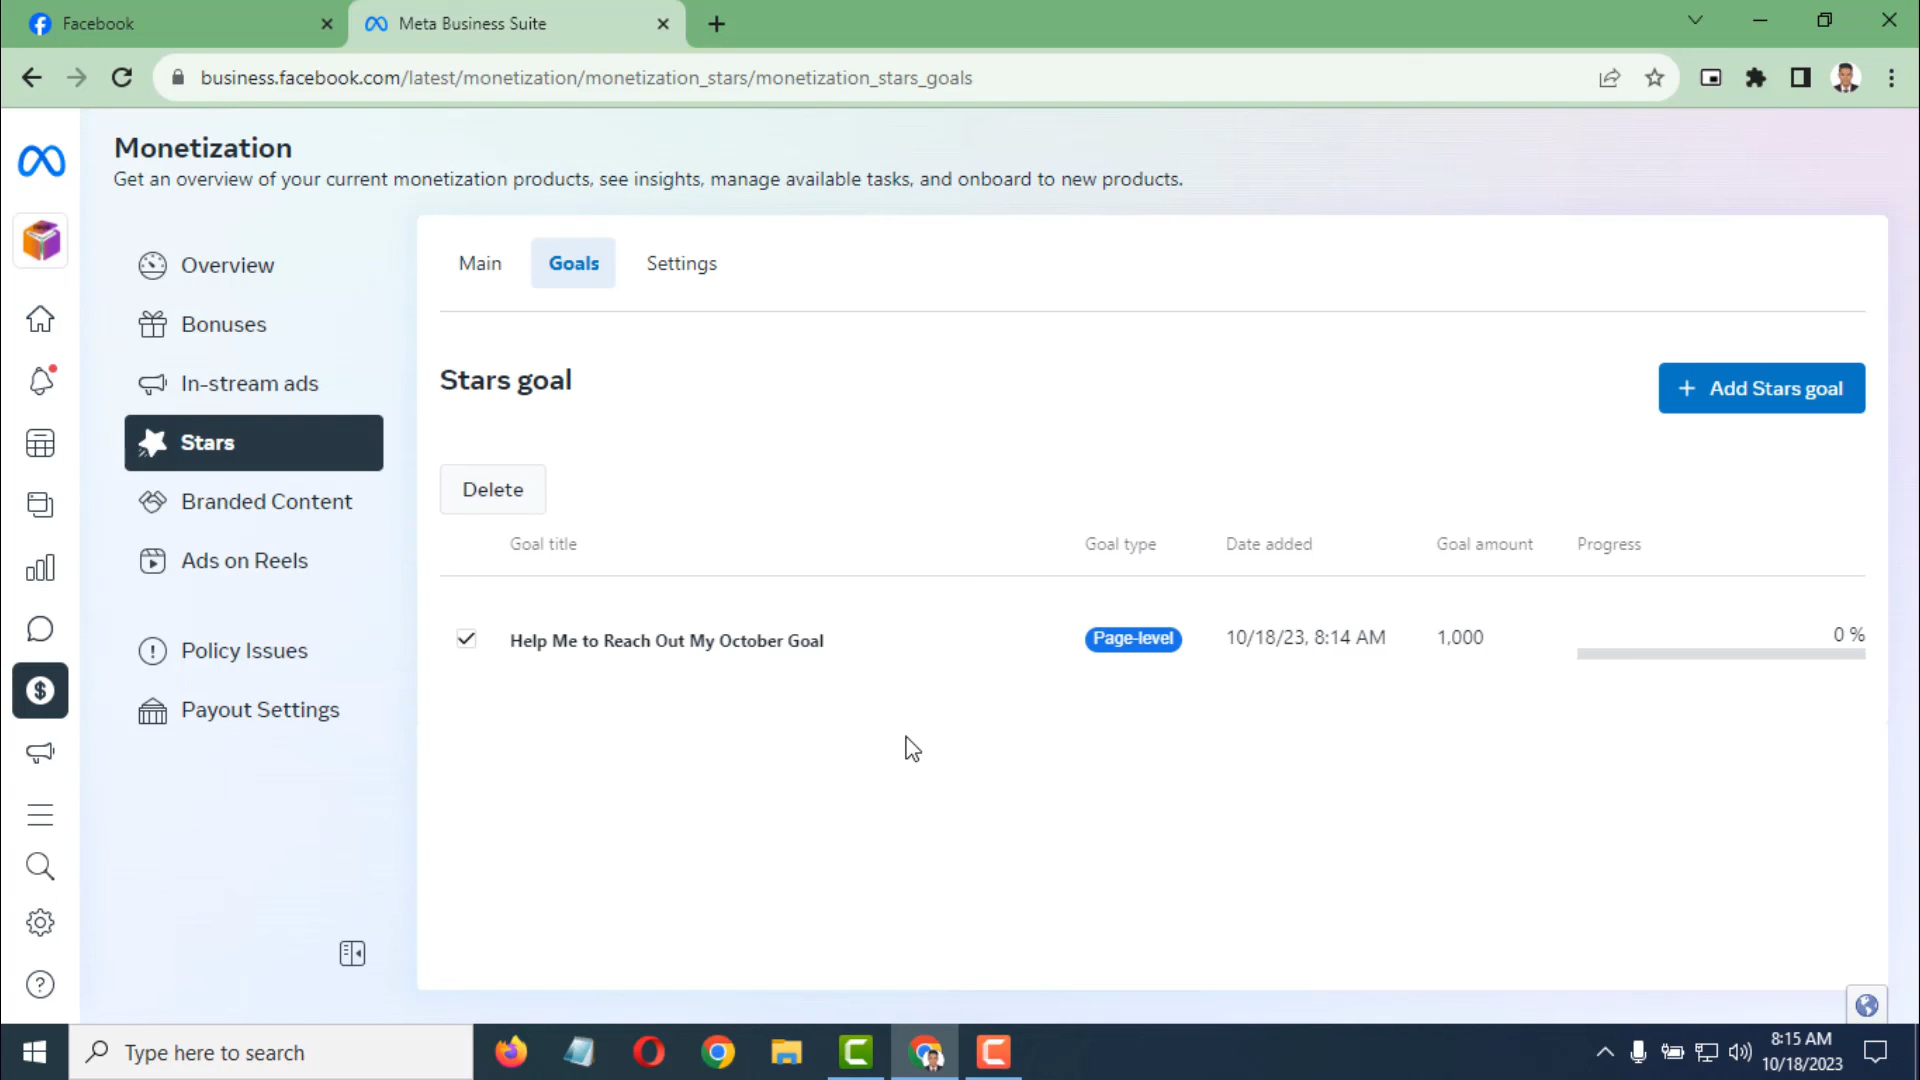 Facebook
Meta Business Suite
business.facebook.com/latest/monetization/monetization_stars/monetization_stars_goals
Monetization
Get an overview of your current monetization products, see insights, manage available tasks, and onboard to new products.
Overview
Bonuses
In-stream ads
Stars
Branded Content
Ads on Reels
Policy Issues
Payout Settings
Main Goals Settings
Stars goal
+ Add Stars goal
Delete
Goal title Goal type Date added Goal amount Progress
Help Me to Reach Out My October Goal Page-level 10/18/23, 8:14 AM 1,000 0 %
Type here to search
8:15 AM
10/18/2023